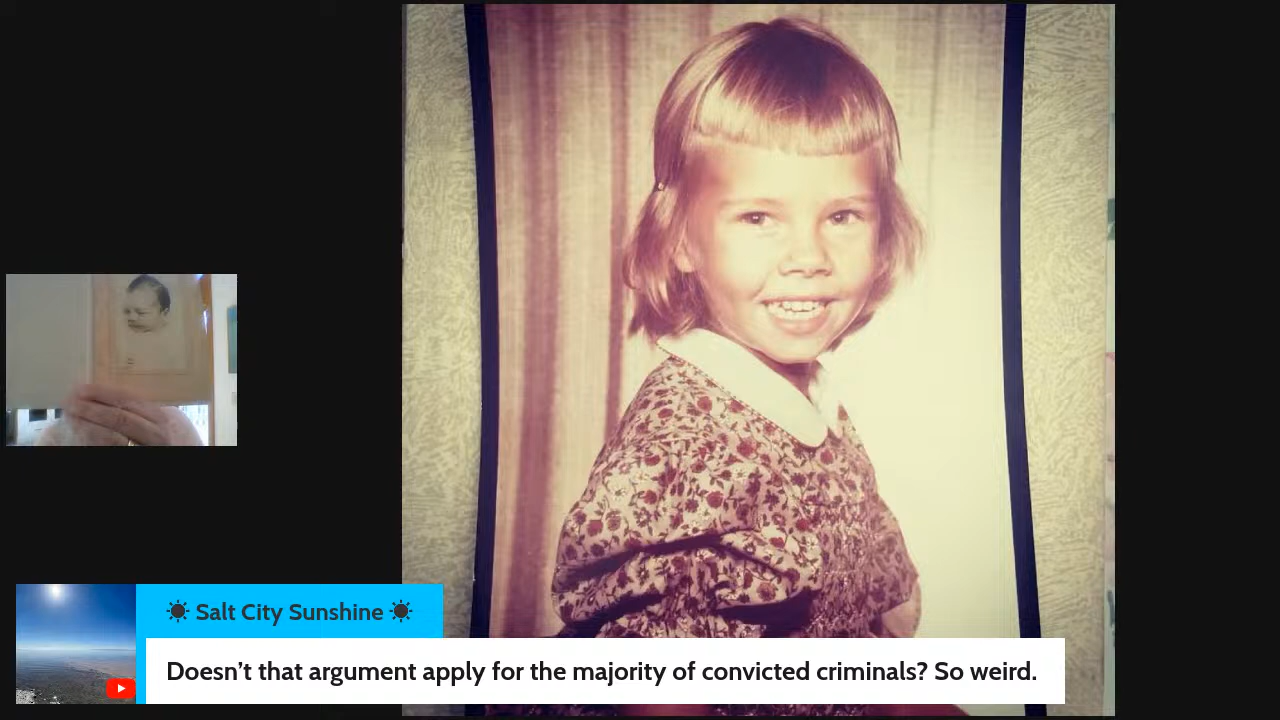 ☀ Salt City Sunshine ☀
Doesn’t that argument apply for the majority of convicted criminals? So weird.